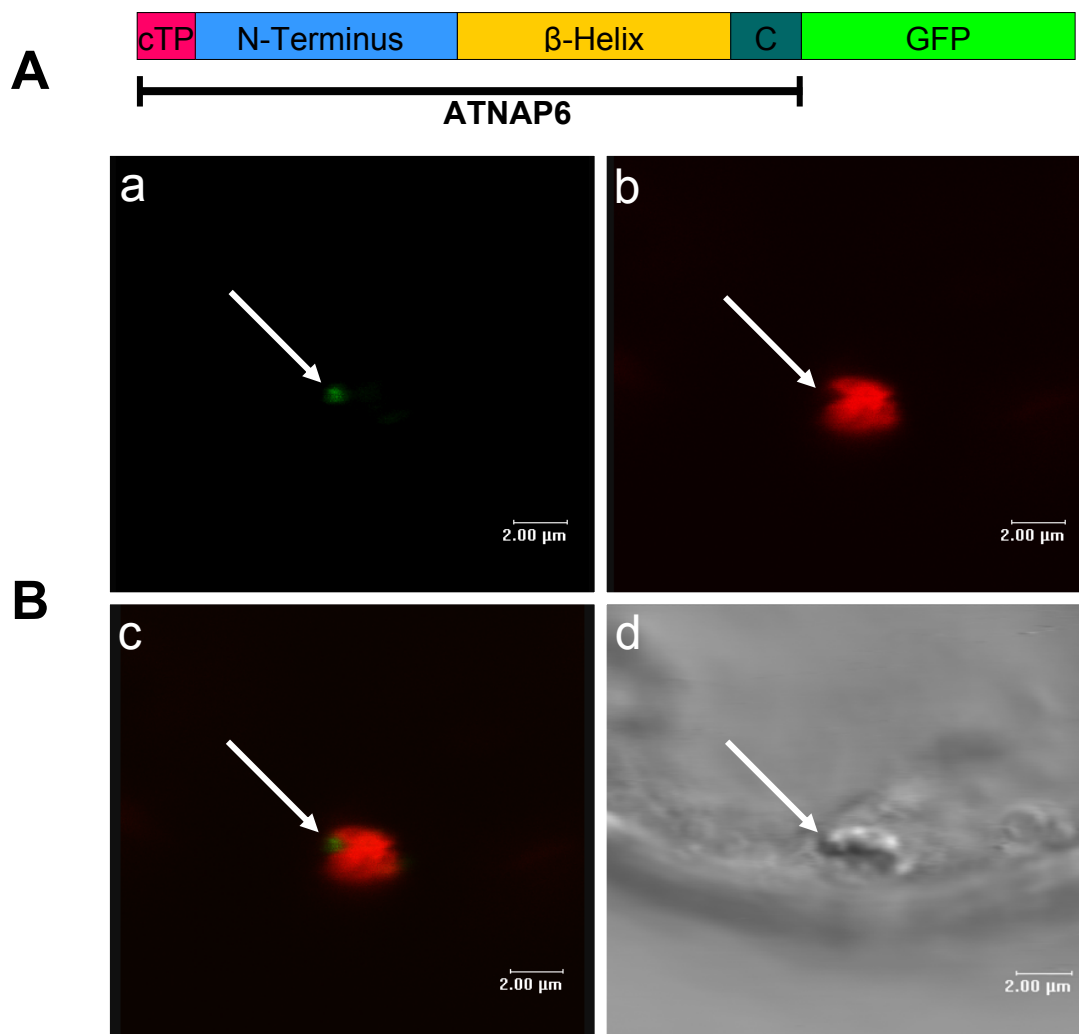 A
cTP N-Terminus β-Helix C GFP
ATNAP6
B
a
2.00 µm
b
2.00 µm
c
2.00 µm
d
2.00 µm